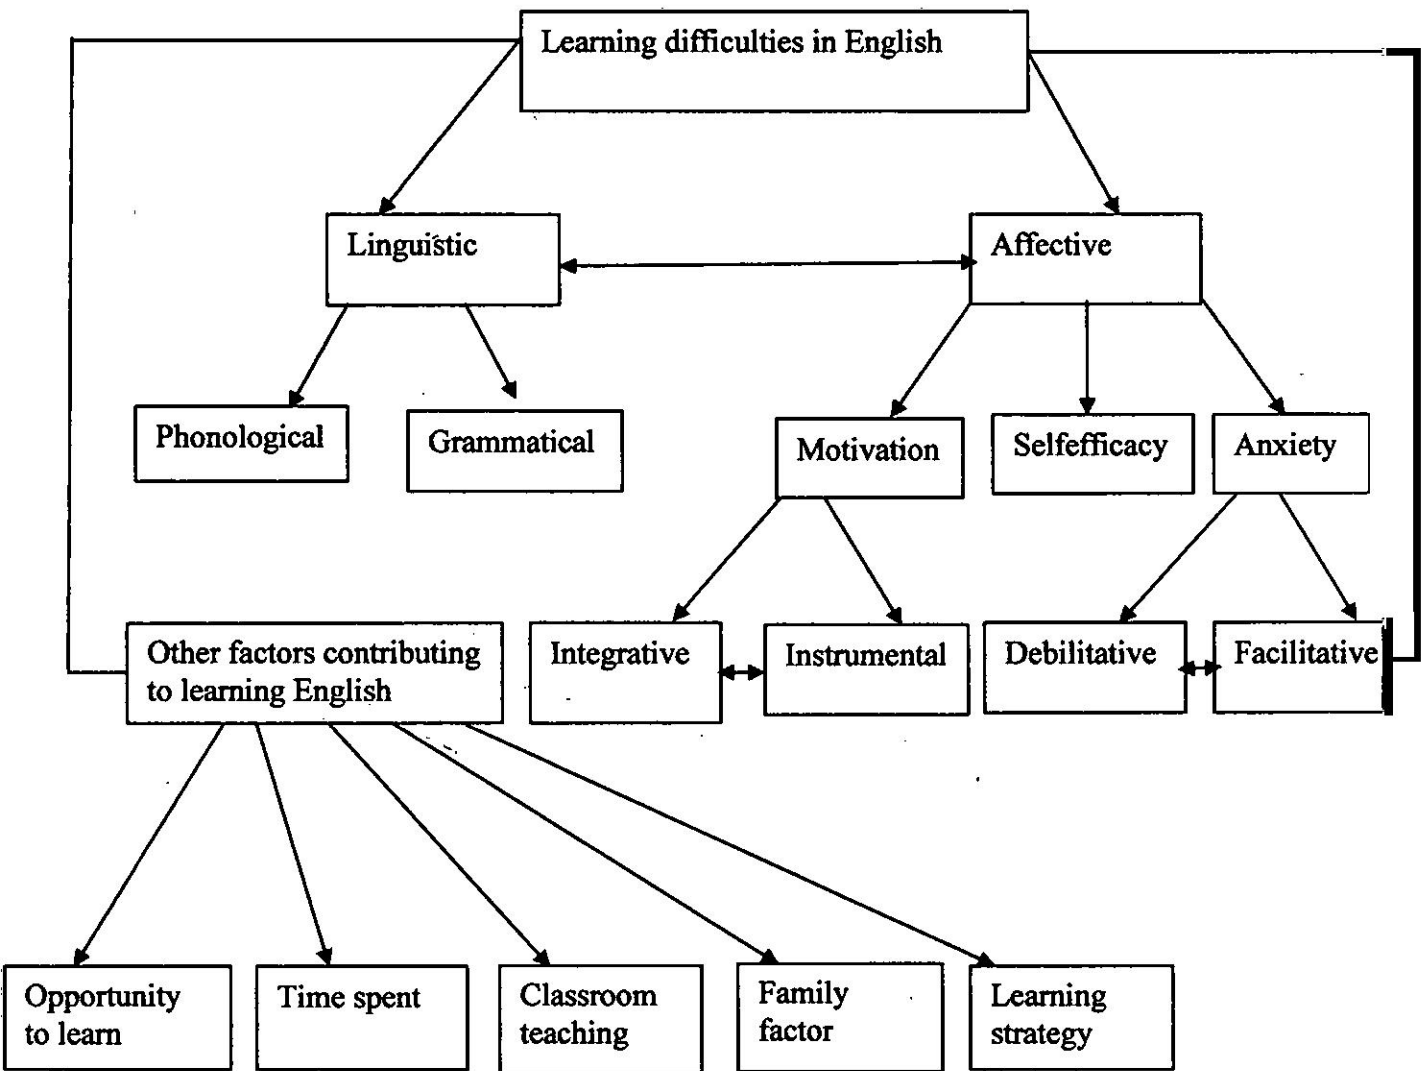 Learning difficulties in English
Linguistic
Affective
Phonological
Grammatical
Motivation
Selfefficacy
Anxiety
Other factors contributing
to learning English
Integrative
Instrumental
Debilitative
Facilitative
Opportunity
to learn
Time spent
Classroom
teaching
Family
factor
Learning
strategy